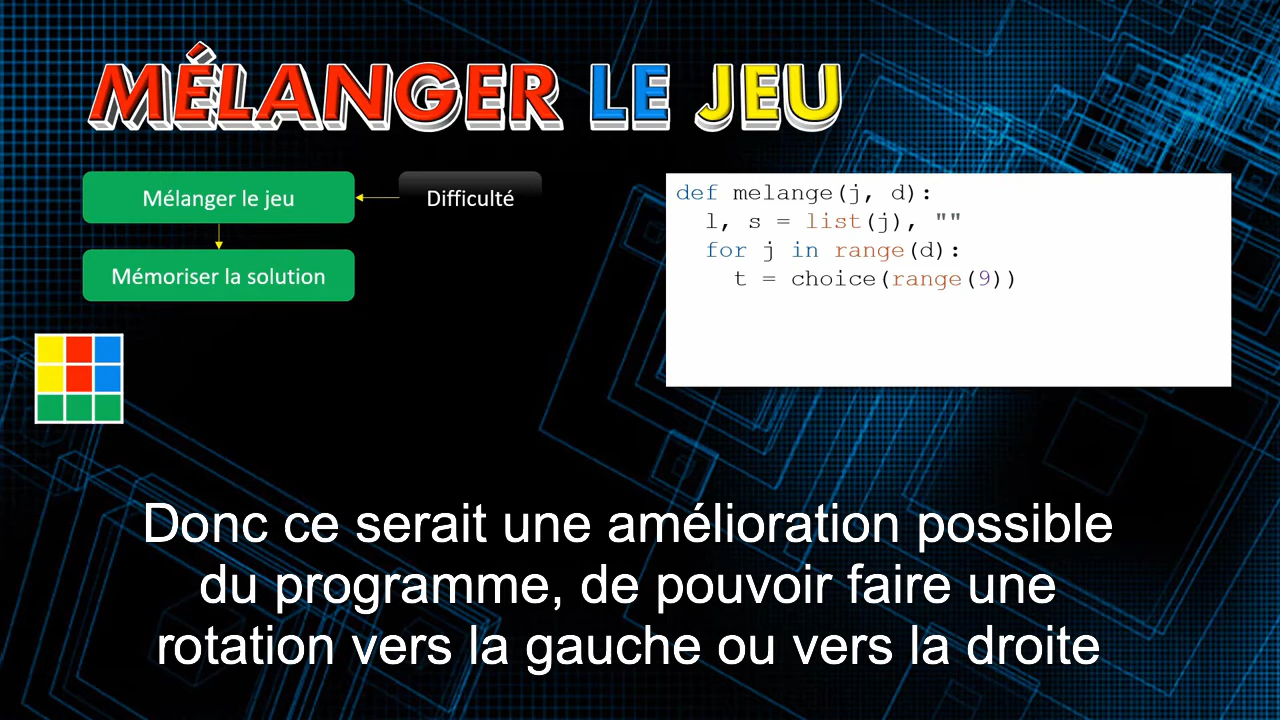 MÉLANGER LE JEU
Mélanger le jeu
Difficulté
Mémoriser la solution
def melange(j, d):
  l, s = list(j), ""
  for j in range(d):
    t = choice(range(9))
Donc ce serait une amélioration possible
du programme, de pouvoir faire une
rotation vers la gauche ou vers la droite